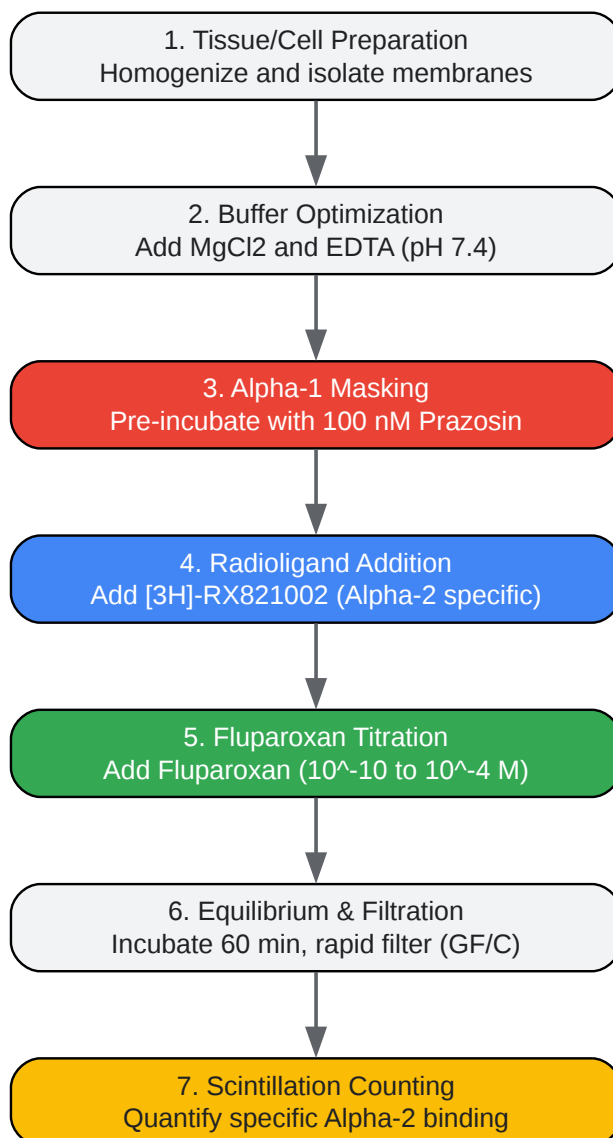 1. Tissue/Cell Preparation
Homogenize and isolate membranes
2. Buffer Optimization
Add MgCl2 and EDTA (pH 7.4)
3. Alpha-1 Masking
Pre-incubate with 100 nM Prazosin
4. Radioligand Addition
Add [3H]-RX821002 (Alpha-2 specific)
5. Fluparoxan Titration
Add Fluparoxan (10^-10 to 10^-4 M)
6. Equilibrium & Filtration
Incubate 60 min, rapid filter (GF/C)
7. Scintillation Counting
Quantify specific Alpha-2 binding